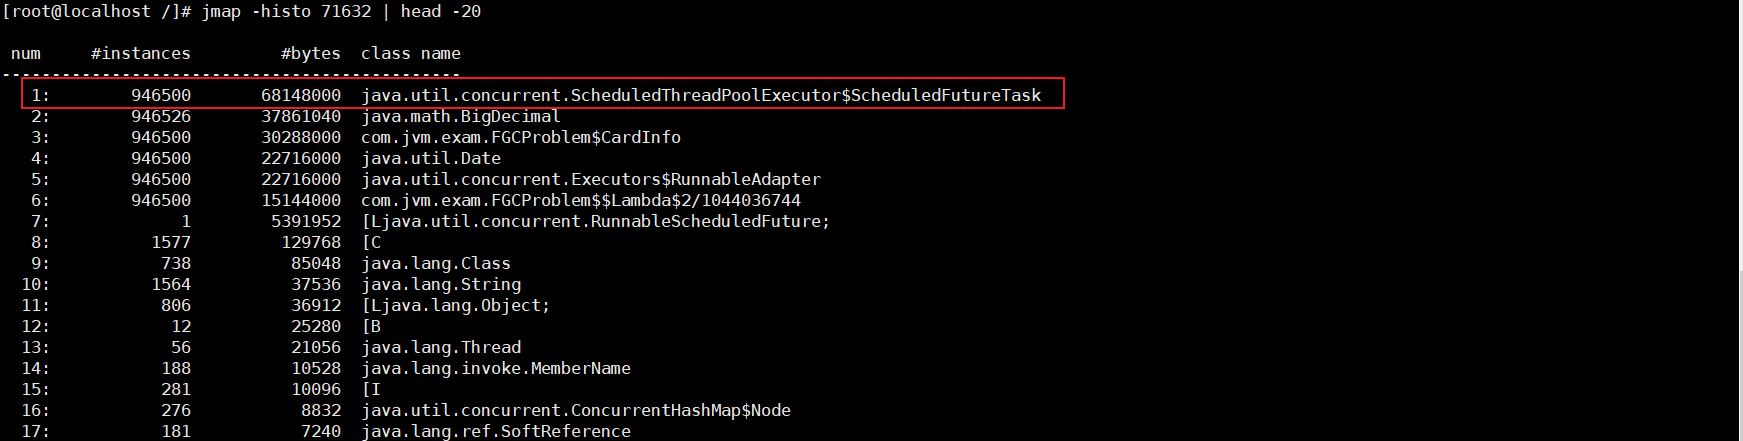 [root@localhost /]# jmap -histo 71632 | head -20
num #instances #bytes class name
----------------------------------------------
1: 946500 68148000 java.util.concurrent.ScheduledThreadPoolExecutor$ScheduledFutureTask
2: 946526 37861040 java.math.BigDecimal
3: 946500 30288000 com.jvm.exam.FGCProblem$CardInfo
4: 946500 22716000 java.util.Date
5: 946500 22716000 java.util.concurrent.Executors$RunnableAdapter
6: 946500 15144000 com.jvm.exam.FGCProblem$$Lambda$2/1044036744
7: 1 5391952 [Ljava.util.concurrent.RunnableScheduledFuture;
8: 1577 129768 [C
9: 738 85048 java.lang.Class
10: 1564 37536 java.lang.String
11: 806 36912 [Ljava.lang.Object;
12: 12 25280 [B
13: 56 21056 java.lang.Thread
14: 188 10528 java.lang.invoke.MemberName
15: 281 10096 [I
16: 276 8832 java.util.concurrent.ConcurrentHashMap$Node
17: 181 7240 java.lang.ref.SoftReference